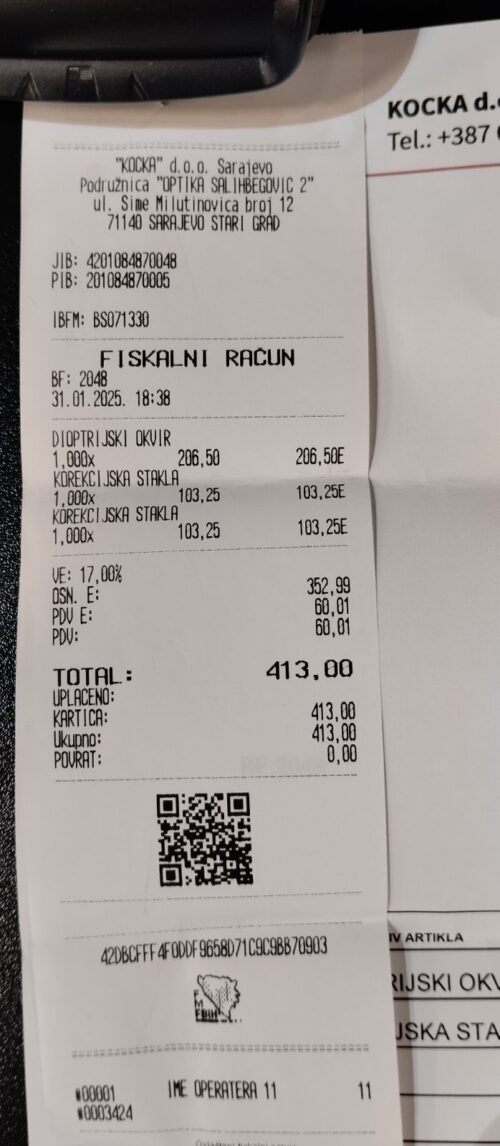 "KOCKA" d.o.o. Sarajevo
Podružnica "OPTIKA SALIHBEGOVIC 2"
ul. Sime Milutinovica broj 12
71140 SARAJEVO STARI GRAD
JIB: 4201084870048
PIB: 201084870005
IBFM: BS071330
FISKALNI RAČUN
BF: 2048
31.01.2025. 18:38
DIOPTRIJSKI OKVIR
1,000x 206,50 206,50E
KOREKCIJSKA STAKLA
1,000x 103,25 103,25E
KOREKCIJSKA STAKLA
1,000x 103,25 103,25E
VE: 17,00%
OSN. E: 352,99
PDV E: 60,01
PDV: 60,01
TOTAL: 413,00
UPLAĆENO:
KARTICA: 413,00
Ukupno: 413,00
POVRAT: 0,00
42DBCFFF4F0DDF9658D71C9C9BB70903
FM
FBIH
#00001 IME OPERATERA 11 11
#0003424
KOCKA d.
Tel.: +387
IV ARTIKLA
RIJSKI OKV
JSKA STA